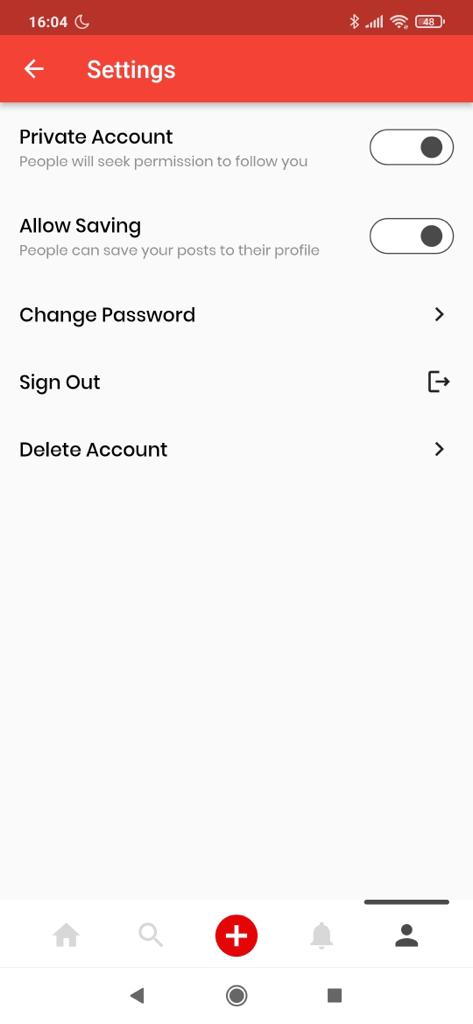 16:04
48
Settings
Private Account
People will seek permission to follow you
Allow Saving
People can save your posts to their profile
Change Password
Sign Out
Delete Account